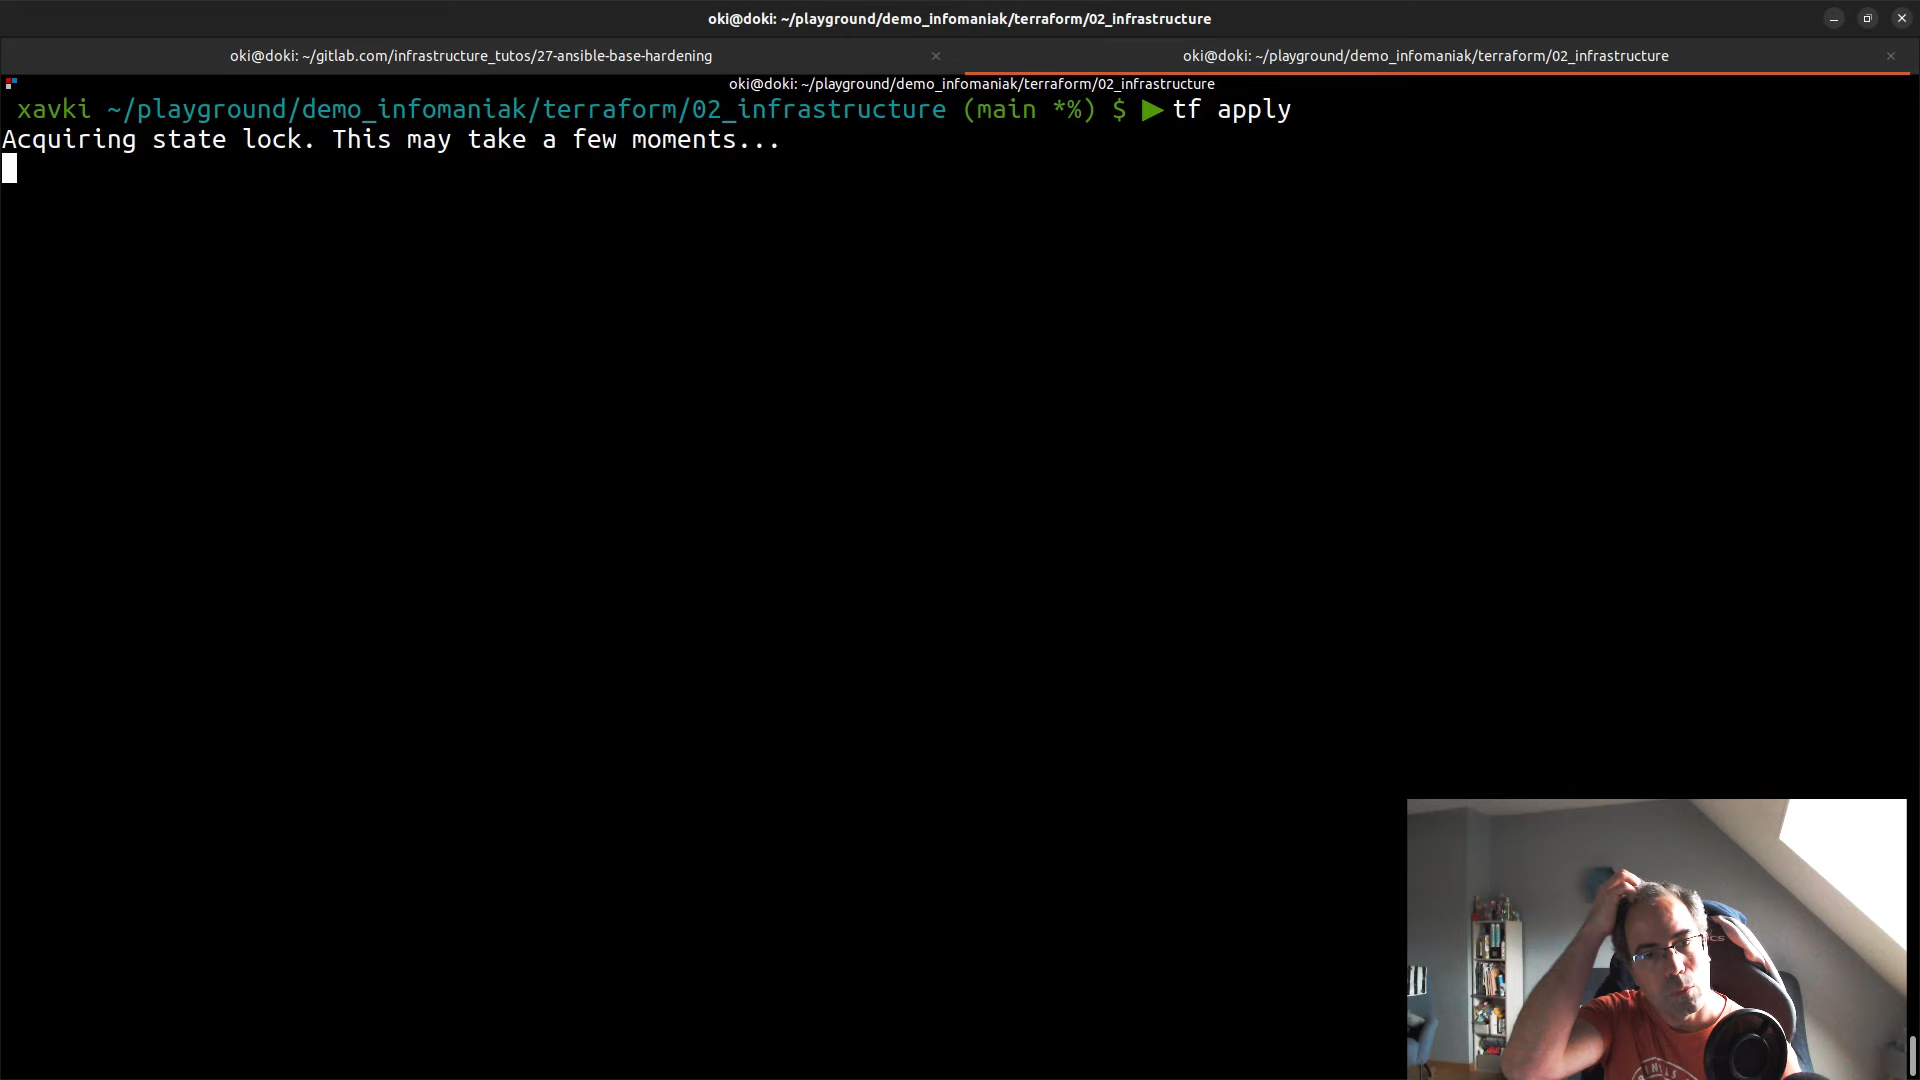 oki@doki: ~/playground/demo_infomaniak/terraform/02_infrastructure
oki@doki: ~/gitlab.com/infrastructure_tutos/27-ansible-base-hardening
oki@doki: ~/playground/demo_infomaniak/terraform/02_infrastructure
oki@doki: ~/playground/demo_infomaniak/terraform/02_infrastructure
xavki ~/playground/demo_infomaniak/terraform/02_infrastructure (main *%) $ ▶ tf apply
Acquiring state lock. This may take a few moments...